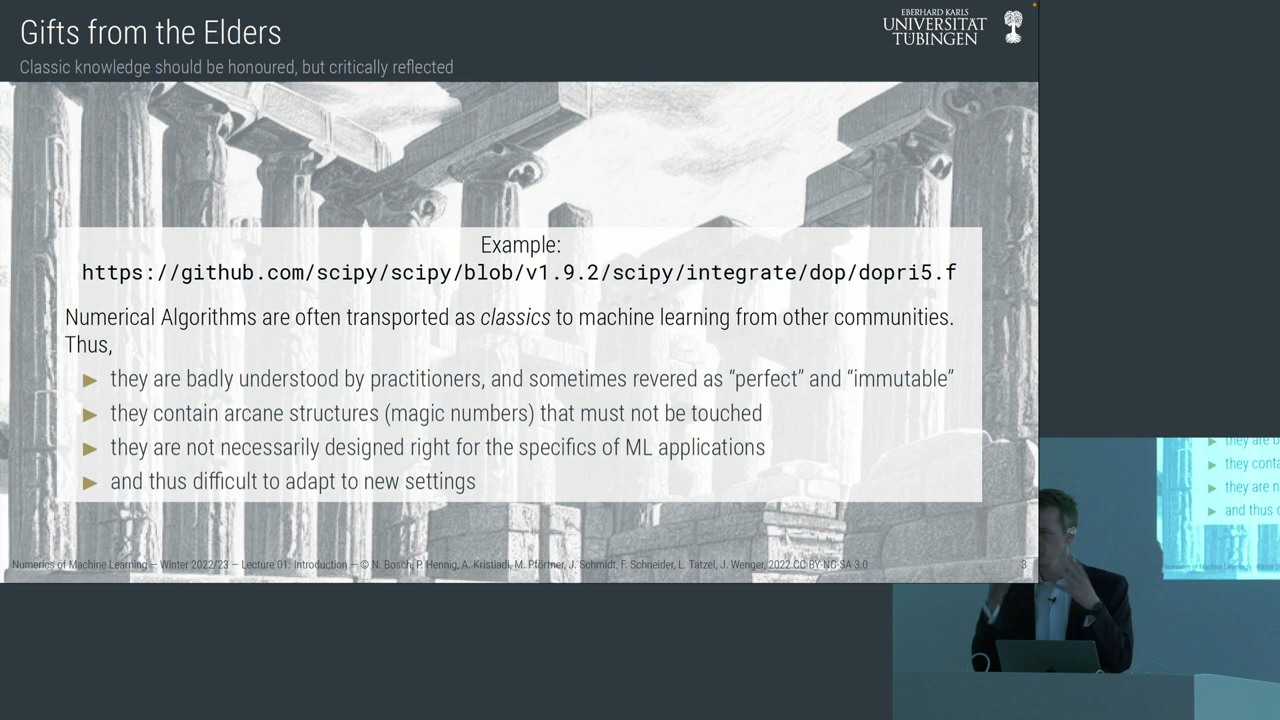 Gifts from the Elders
Classic knowledge should be honoured, but critically reflected
EBERHARD KARLS
UNIVERSITÄT
TÜBINGEN
Example:
https://github.com/scipy/scipy/blob/v1.9.2/scipy/integrate/dop/dopri5.f
Numerical Algorithms are often transported as classics to machine learning from other communities.
Thus,
► they are badly understood by practitioners, and sometimes revered as “perfect” and “immutable”
► they contain arcane structures (magic numbers) that must not be touched
► they are not necessarily designed right for the specifics of ML applications
► and thus difficult to adapt to new settings
Numerics of Machine Learning — Winter 2022/23 — Lecture 01: Introduction — © N. Bosch, P. Hennig, A. Kristiadi, M. Pförtner, J. Schmidt, F. Schneider, L. Tatzel, J. Wenger, 2022 CC BY-NC-SA 3.0
3
► they are b
► they conta
► they are n
► and thus